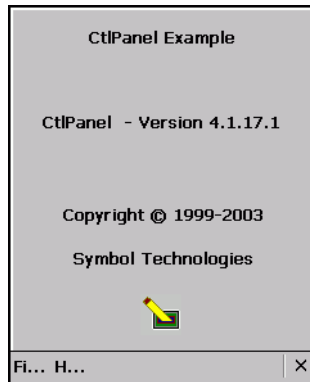 CtlPanel Example
CtlPanel - Version 4.1.17.1
Copyright © 1999-2003
Symbol Technologies
Fi... H...